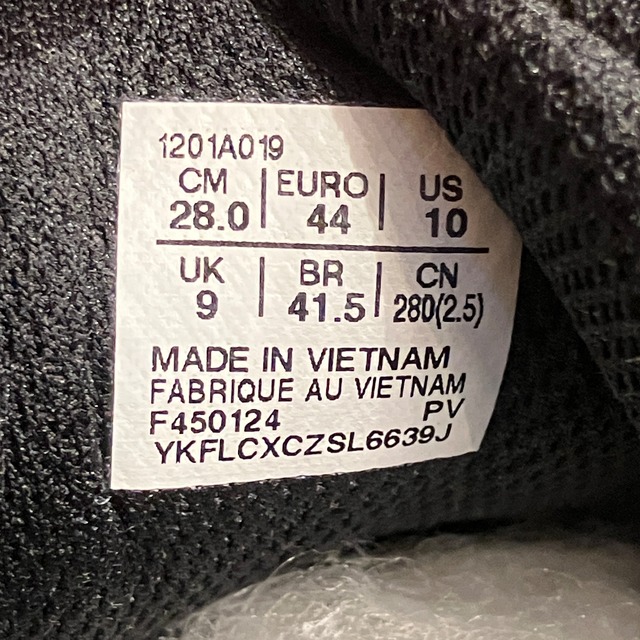 1201A019
CM | EURO | US
28.0 | 44 | 10
UK | BR | CN
9 | 41.5 | 280(2.5)
MADE IN VIETNAM
FABRIQUE AU VIETNAM
F450124 PV
YKFLCXCZSL6639J